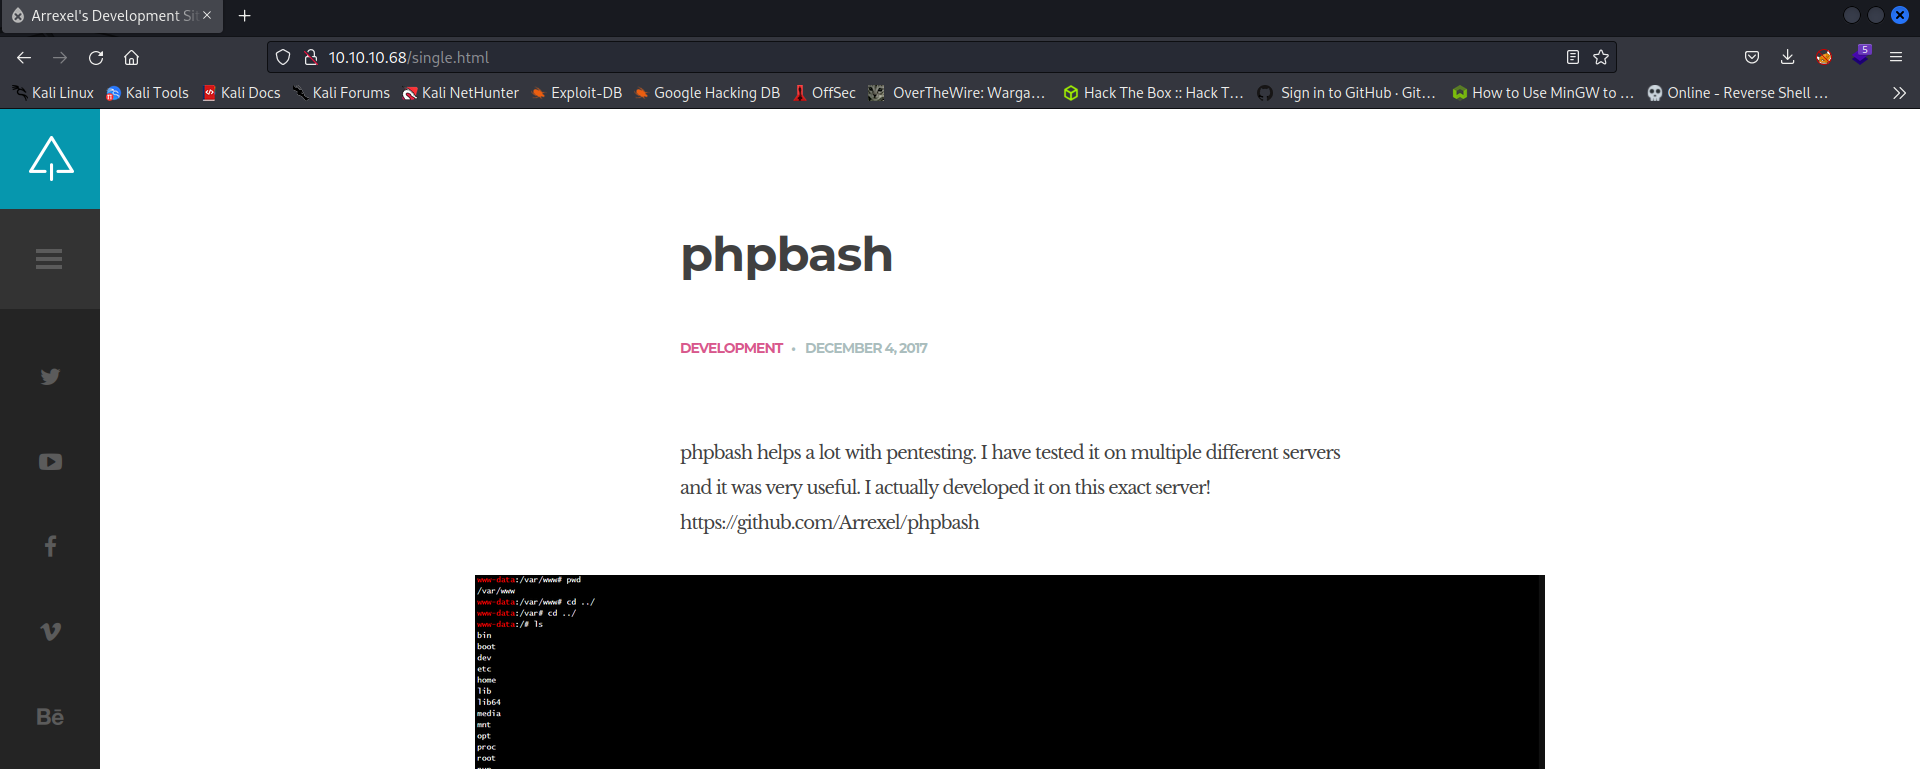 Arrexel's Development Sit
10.10.10.68/single.html
5
Kali Linux Kali Tools Kali Docs Kali Forums Kali NetHunter Exploit-DB Google Hacking DB OffSec OverTheWire: Warga... Hack The Box :: Hack T... Sign in to GitHub · Git... How to Use MinGW to ... Online - Reverse Shell ...
phpbash
DEVELOPMENT • DECEMBER 4, 2017
phpbash helps a lot with pentesting. I have tested it on multiple different servers
and it was very useful. I actually developed it on this exact server!
https://github.com/Arrexel/phpbash
www-data:/var/www# pwd
/var/www
www-data:/var/www# cd ../
www-data:/var# cd ../
www-data:/# ls
bin
boot
dev
etc
home
lib
lib64
media
mnt
opt
proc
root
Bē